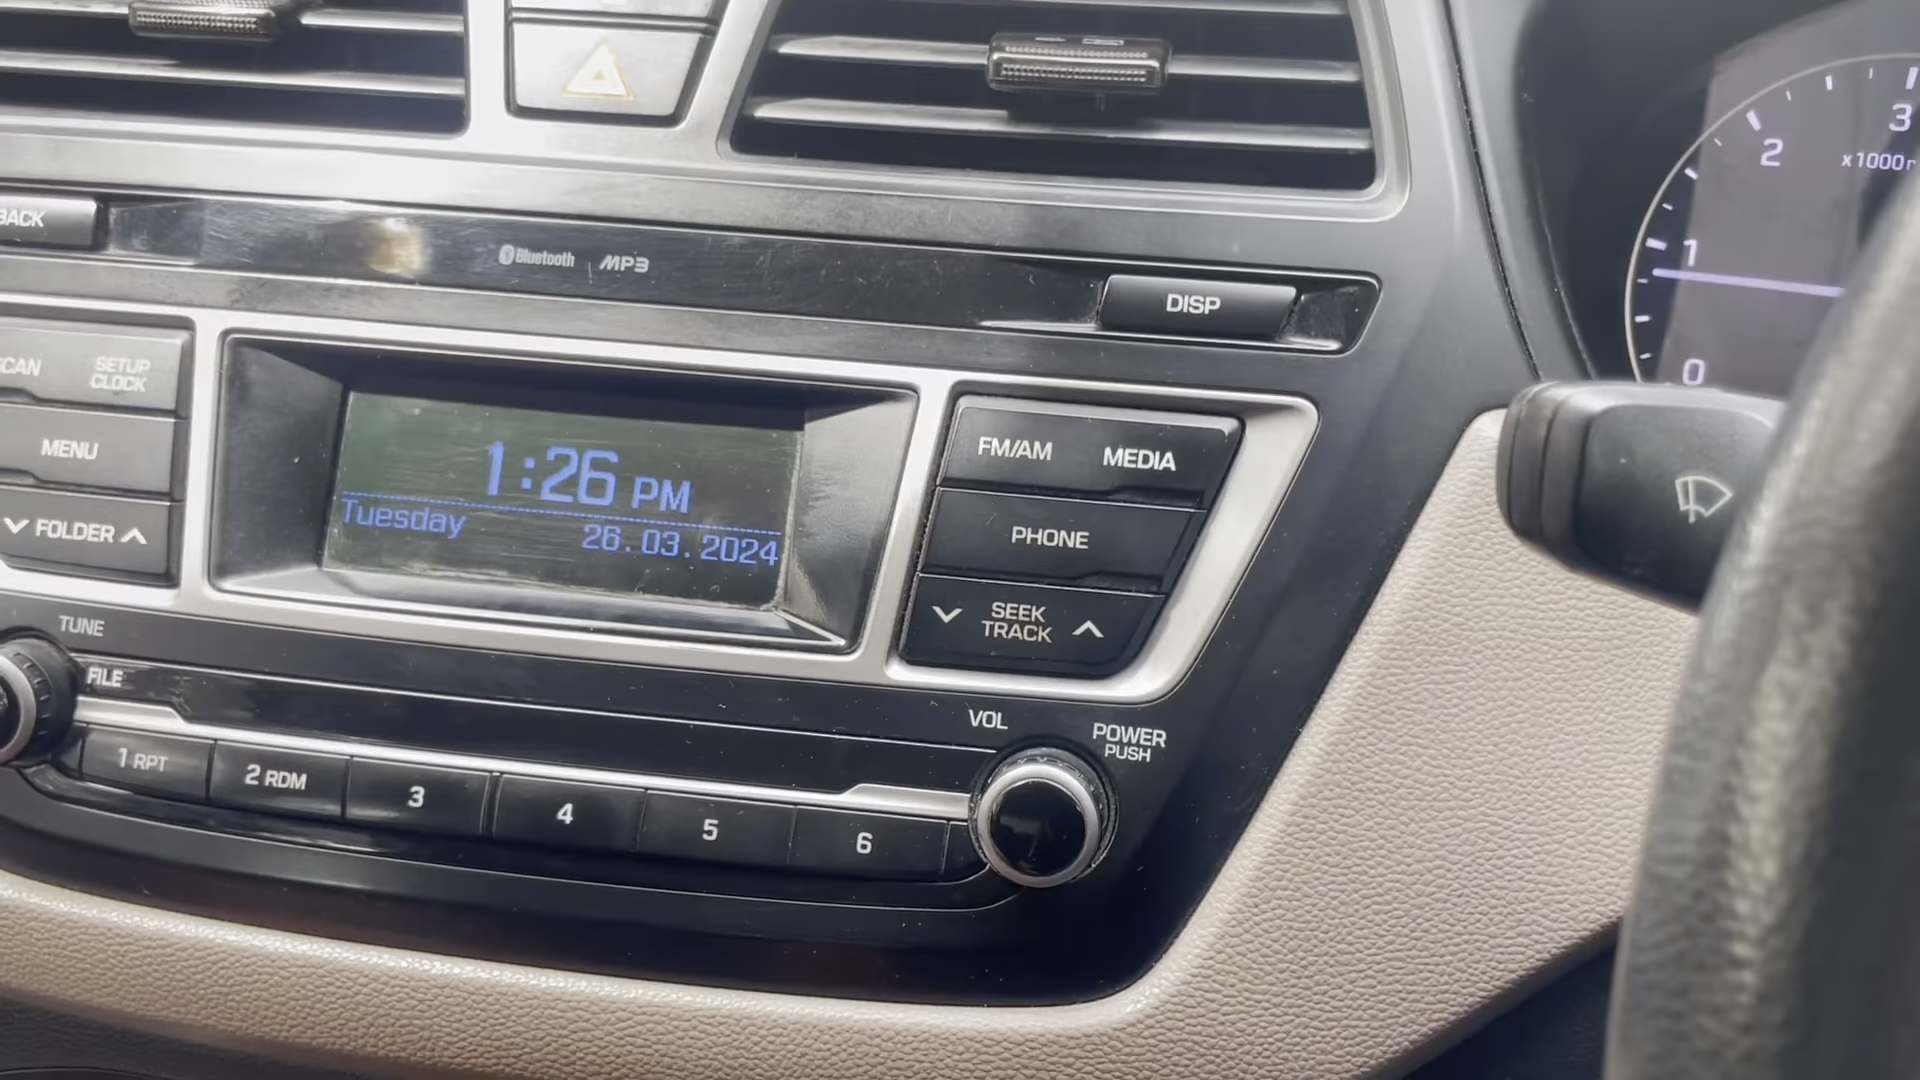 3
2
x1000r
1
0
BACK
Bluetooth MP3
DISP
SCAN SETUP
CLOCK
MENU
FOLDER
1:26 PM
Tuesday 26.03.2024
FM/AM MEDIA
PHONE
SEEK
TRACK
TUNE
FILE
VOL POWER
PUSH
1 RPT 2 RDM 3 4 5 6